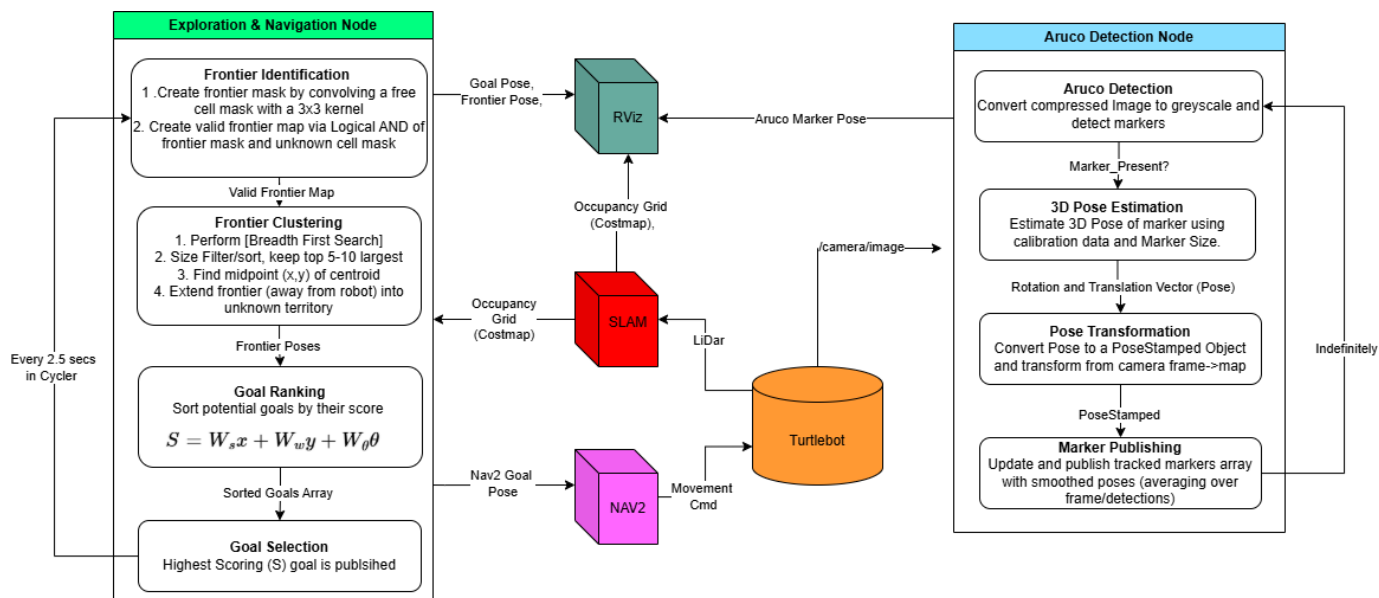 Exploration & Navigation Node
Frontier Identification
1 .Create frontier mask by convolving a free
cell mask with a 3x3 kernel
2. Create valid frontier map via Logical AND of
frontier mask and unknown cell mask
Valid Frontier Map
Frontier Clustering
1. Perform [Breadth First Search]
2. Size Filter/sort, keep top 5-10 largest
3. Find midpoint (x,y) of centroid
4. Extend frontier (away from robot) into
unknown territory
Frontier Poses
Goal Ranking
Sort potential goals by their score
S = W_s x + W_w y + W_θ θ
Sorted Goals Array
Goal Selection
Highest Scoring (S) goal is publsihed
Every 2.5 secs
in Cycler
Goal Pose,
Frontier Pose,
RViz
Aruco Marker Pose
Occupancy Grid
(Costmap),
Occupancy
Grid
(Costmap)
SLAM
LiDar
/camera/image
Turtlebot
Nav2 Goal
Pose
NAV2
Movement
Cmd
Aruco Detection Node
Aruco Detection
Convert compressed Image to greyscale and
detect markers
Marker_Present?
3D Pose Estimation
Estimate 3D Pose of marker using
calibration data and Marker Size.
Rotation and Translation Vector (Pose)
Pose Transformation
Convert Pose to a PoseStamped Object
and transform from camera frame->map
PoseStamped
Marker Publishing
Update and publish tracked markers array
with smoothed poses (averaging over
frame/detections)
Indefinitely